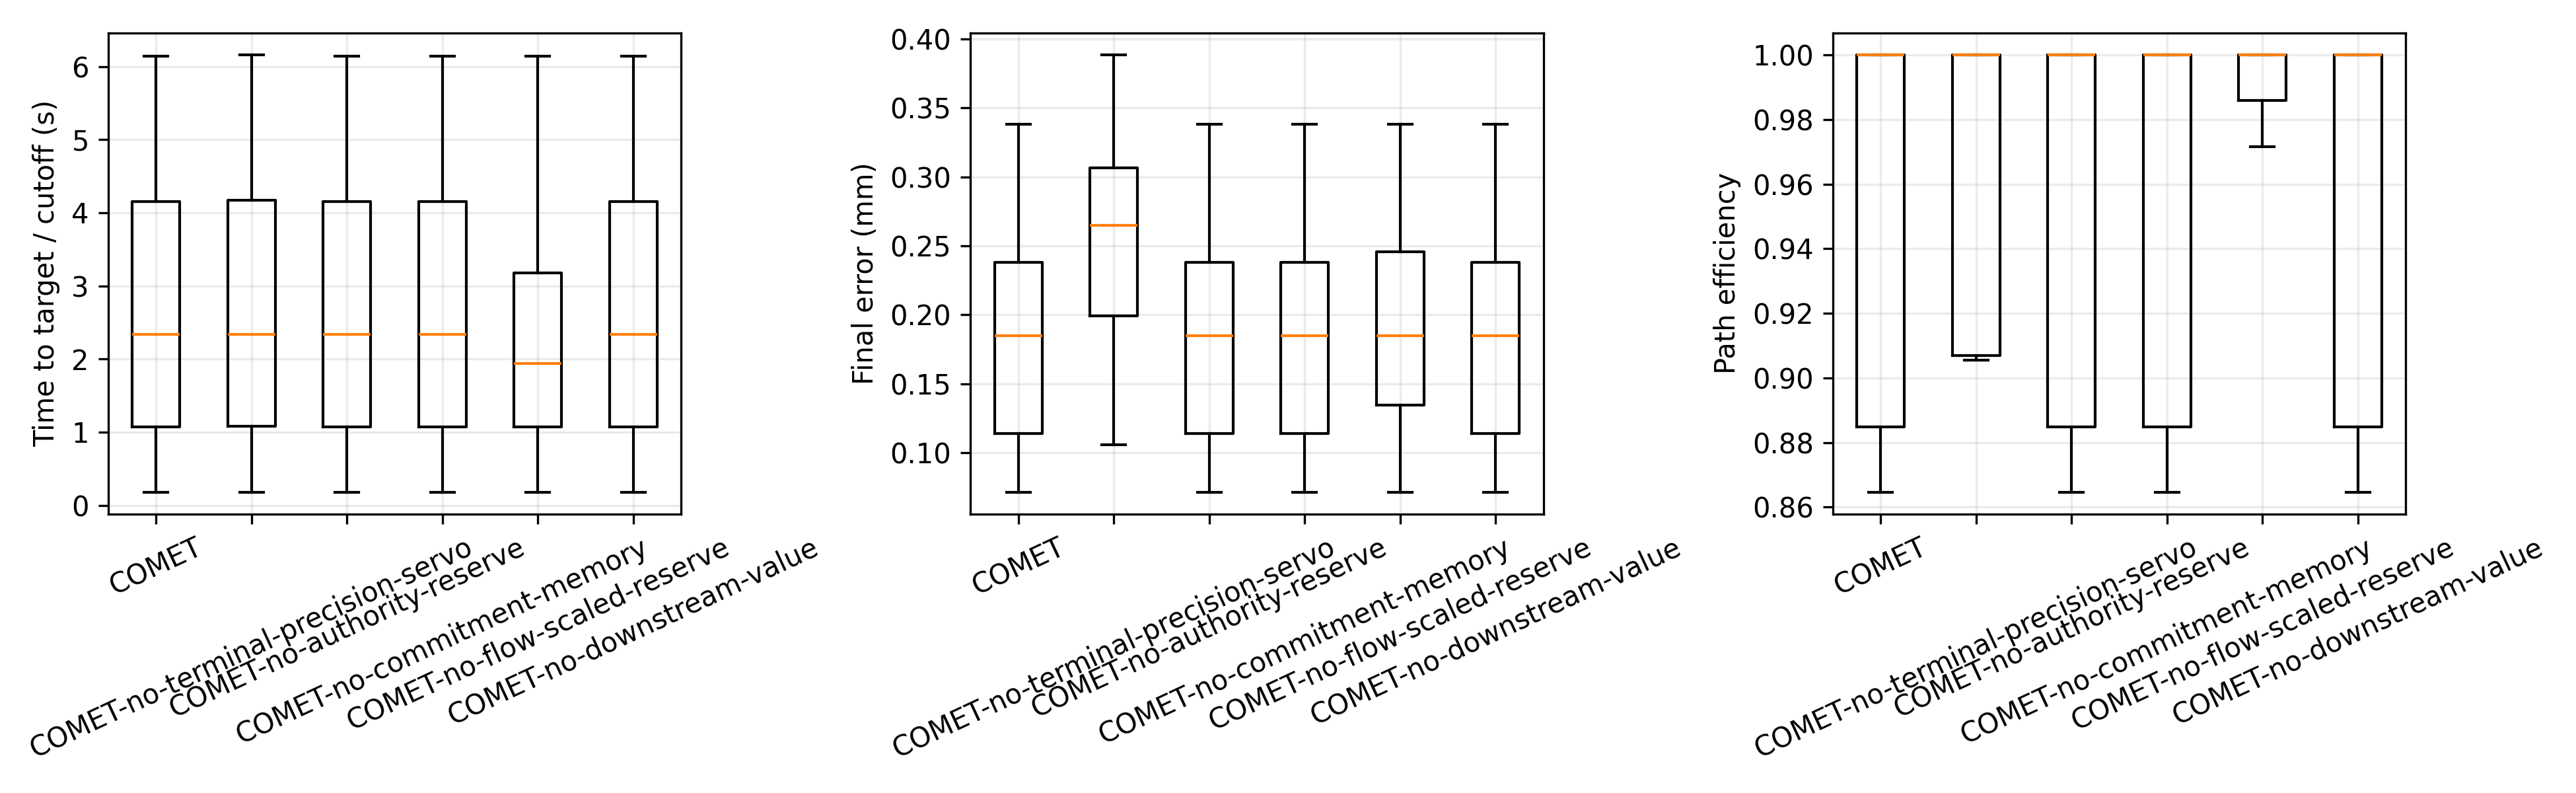 Time to target / cutoff (s)
6
5
4
3
2
1
0
COMET
COMET-no-terminal-precision-servo
COMET-no-authority-reserve
COMET-no-commitment-memory
COMET-no-flow-scaled-reserve
COMET-no-downstream-value
Final error (mm)
0.40
0.35
0.30
0.25
0.20
0.15
0.10
COMET
COMET-no-terminal-precision-servo
COMET-no-authority-reserve
COMET-no-commitment-memory
COMET-no-flow-scaled-reserve
COMET-no-downstream-value
Path efficiency
1.00
0.98
0.96
0.94
0.92
0.90
0.88
0.86
COMET
COMET-no-terminal-precision-servo
COMET-no-authority-reserve
COMET-no-commitment-memory
COMET-no-flow-scaled-reserve
COMET-no-downstream-value